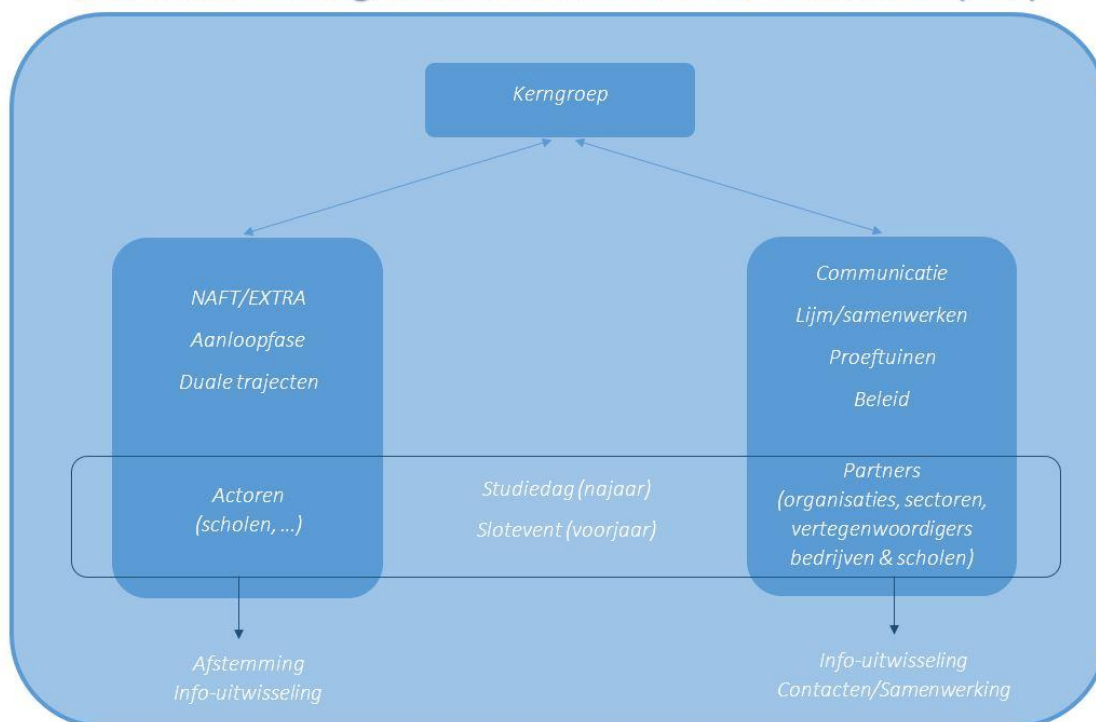 Kerngroep
NAFT/EXTRA
Aanloopfase
Duale trajecten
Communicatie
Lijm/samenwerken
Proeftuinen
Beleid
Actoren
(scholen, ...)
Studiedag (najaar)
Slotevent (voorjaar)
Partners
(organisaties, sectoren,
vertegenwoordigers
bedrijven & scholen)
Afstemming
Info-uitwisseling
Info-uitwisseling
Contacten/Samenwerking